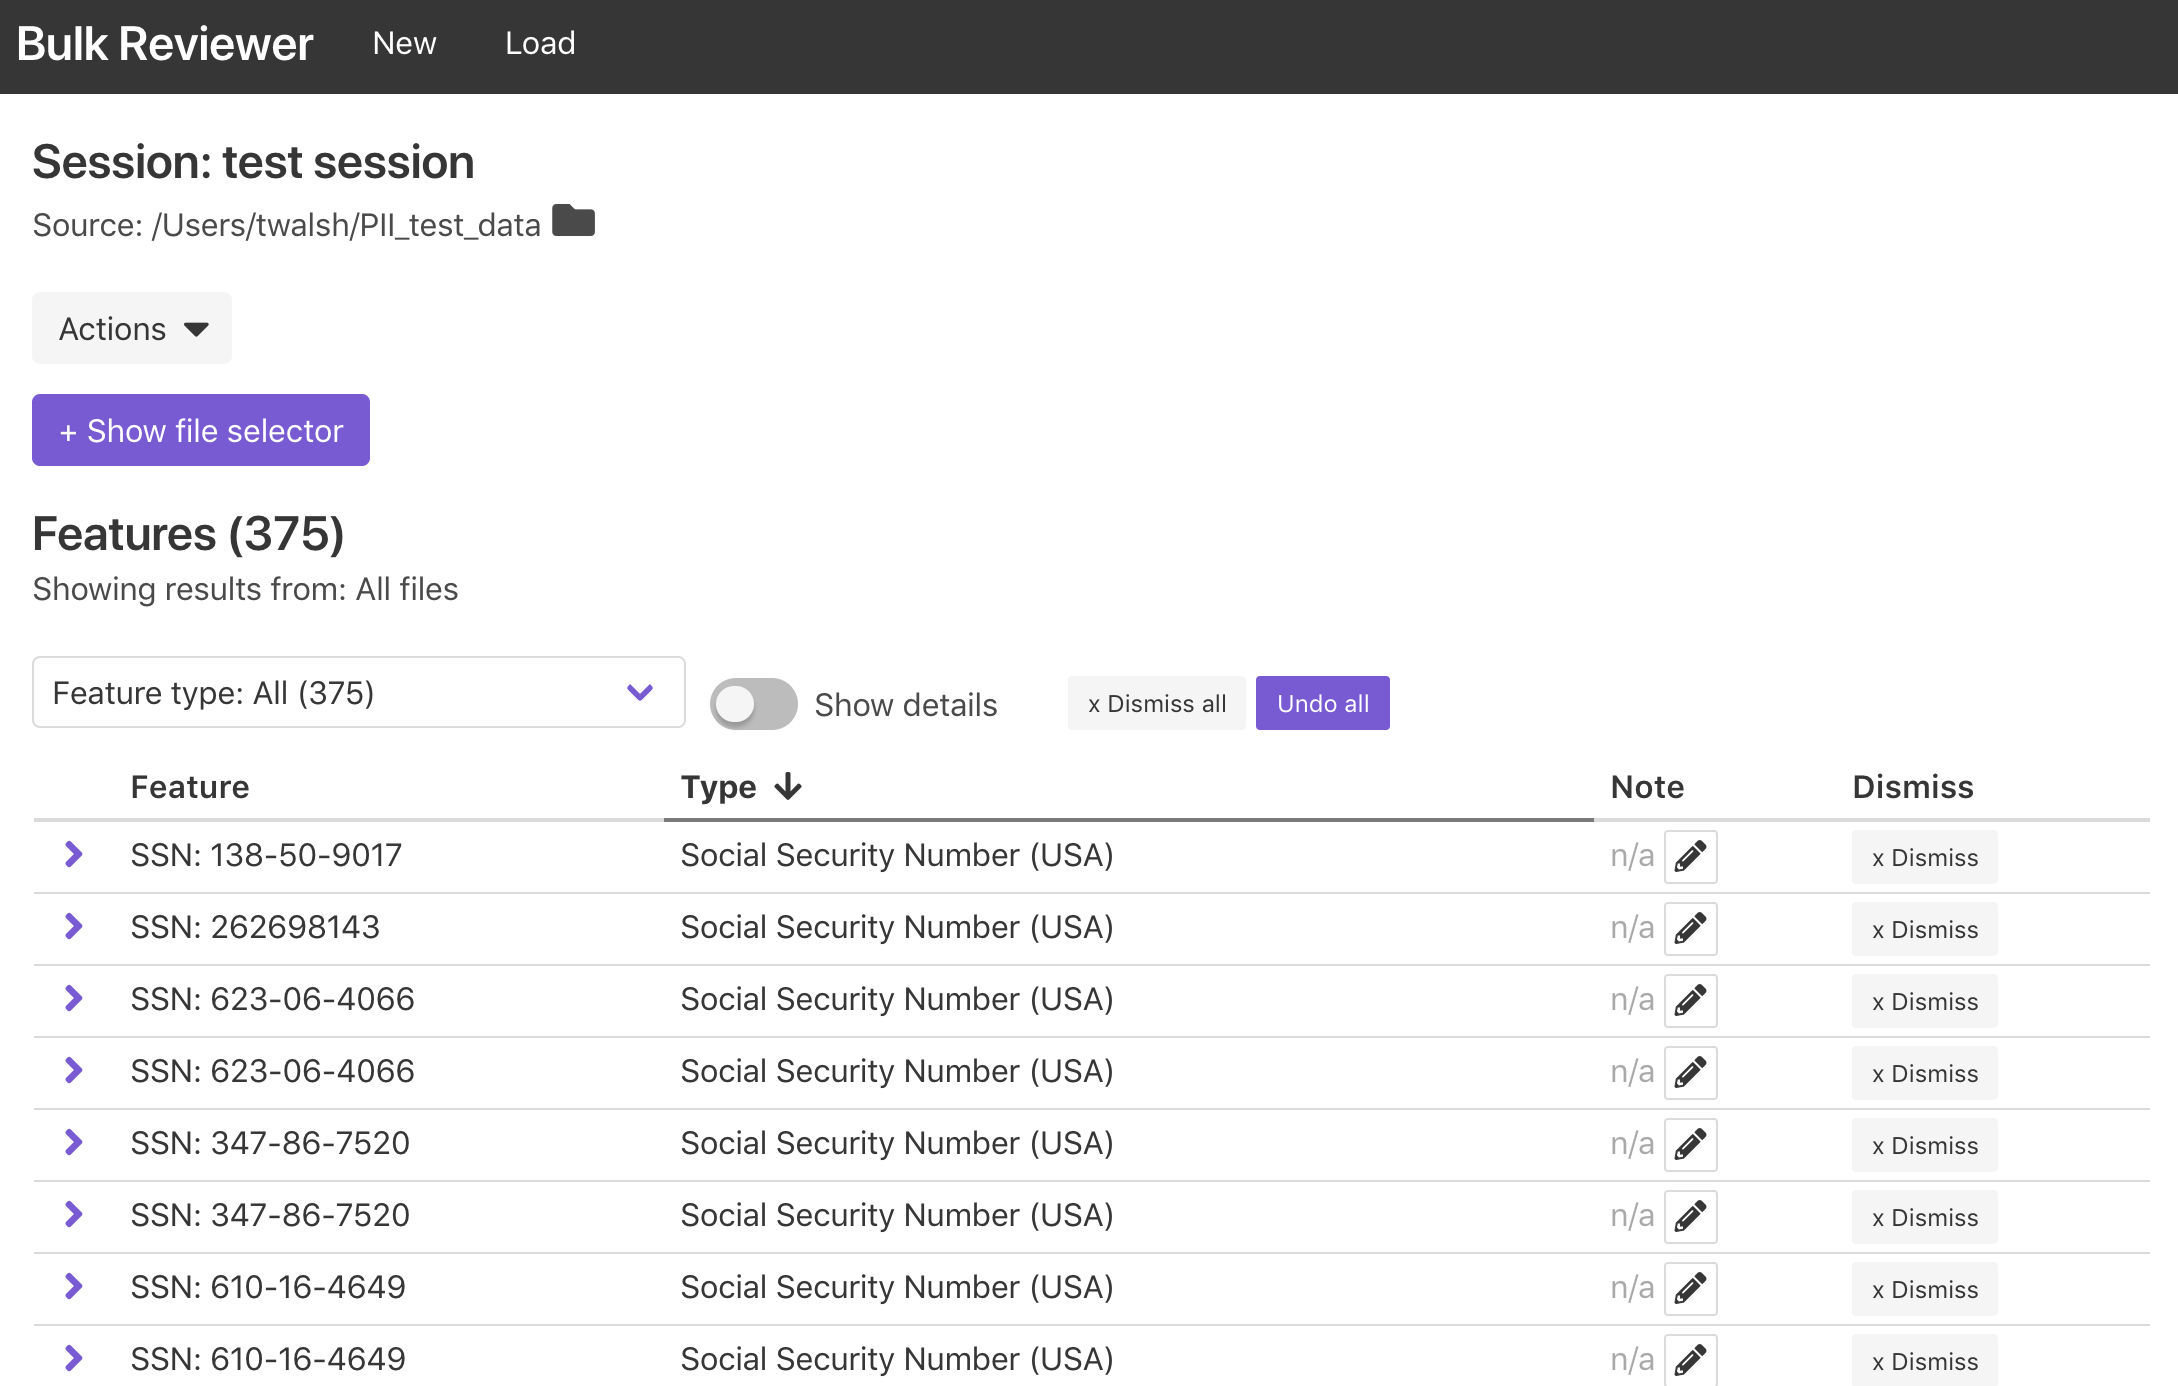 Bulk Reviewer New Load
Session: test session
Source: /Users/twalsh/PII_test_data
Actions
+ Show file selector
Features (375)
Showing results from: All files
Feature type: All (375) Show details x Dismiss all Undo all
Feature Type Note Dismiss
SSN: 138-50-9017 Social Security Number (USA) n/a x Dismiss
SSN: 262698143 Social Security Number (USA) n/a x Dismiss
SSN: 623-06-4066 Social Security Number (USA) n/a x Dismiss
SSN: 623-06-4066 Social Security Number (USA) n/a x Dismiss
SSN: 347-86-7520 Social Security Number (USA) n/a x Dismiss
SSN: 347-86-7520 Social Security Number (USA) n/a x Dismiss
SSN: 610-16-4649 Social Security Number (USA) n/a x Dismiss
SSN: 610-16-4649 Social Security Number (USA) n/a x Dismiss